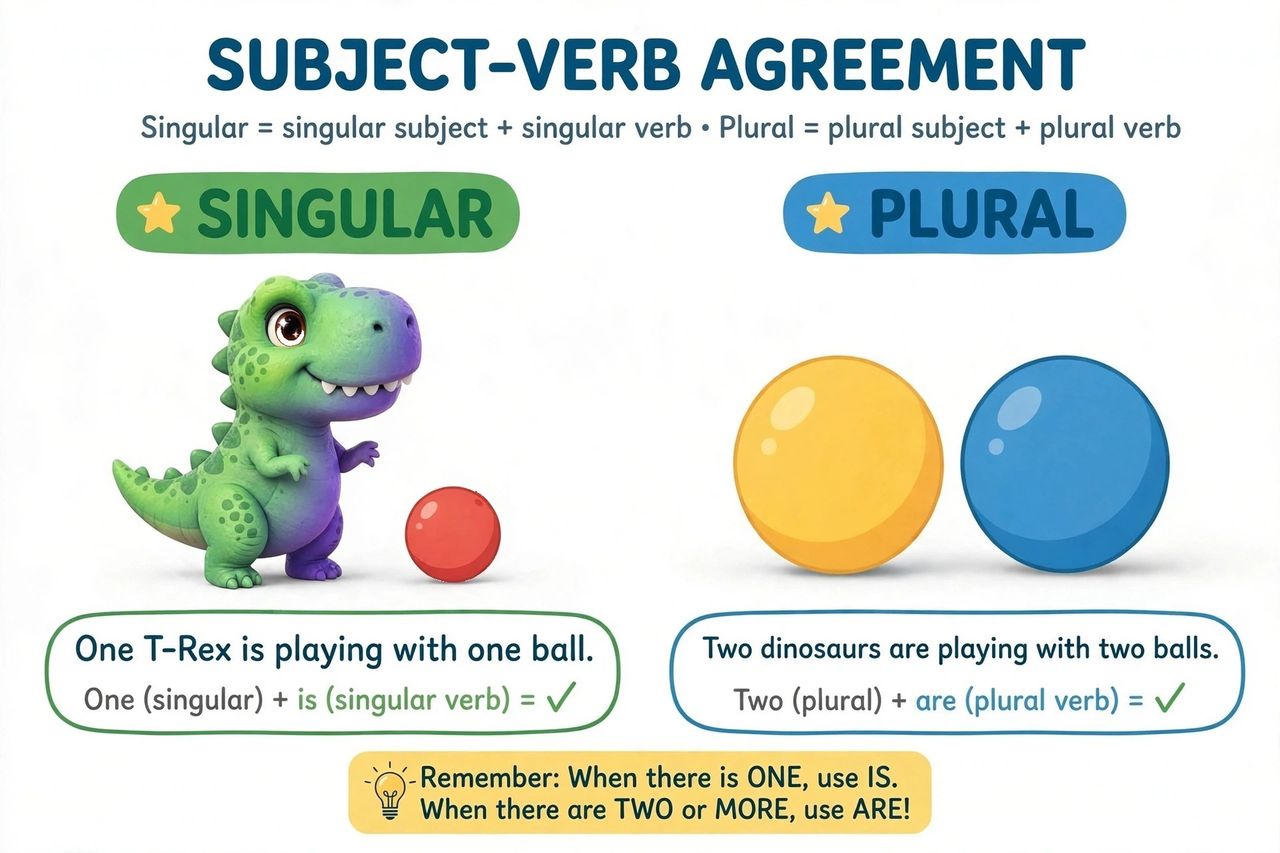 SUBJECT-VERB AGREEMENT
Singular = singular subject + singular verb • Plural = plural subject + plural verb
SINGULAR
PLURAL
One T-Rex is playing with one ball.
One (singular) + is (singular verb) = ✓
Two dinosaurs are playing with two balls.
Two (plural) + are (plural verb) = ✓
Remember: When there is ONE, use IS.
When there are TWO or MORE, use ARE!